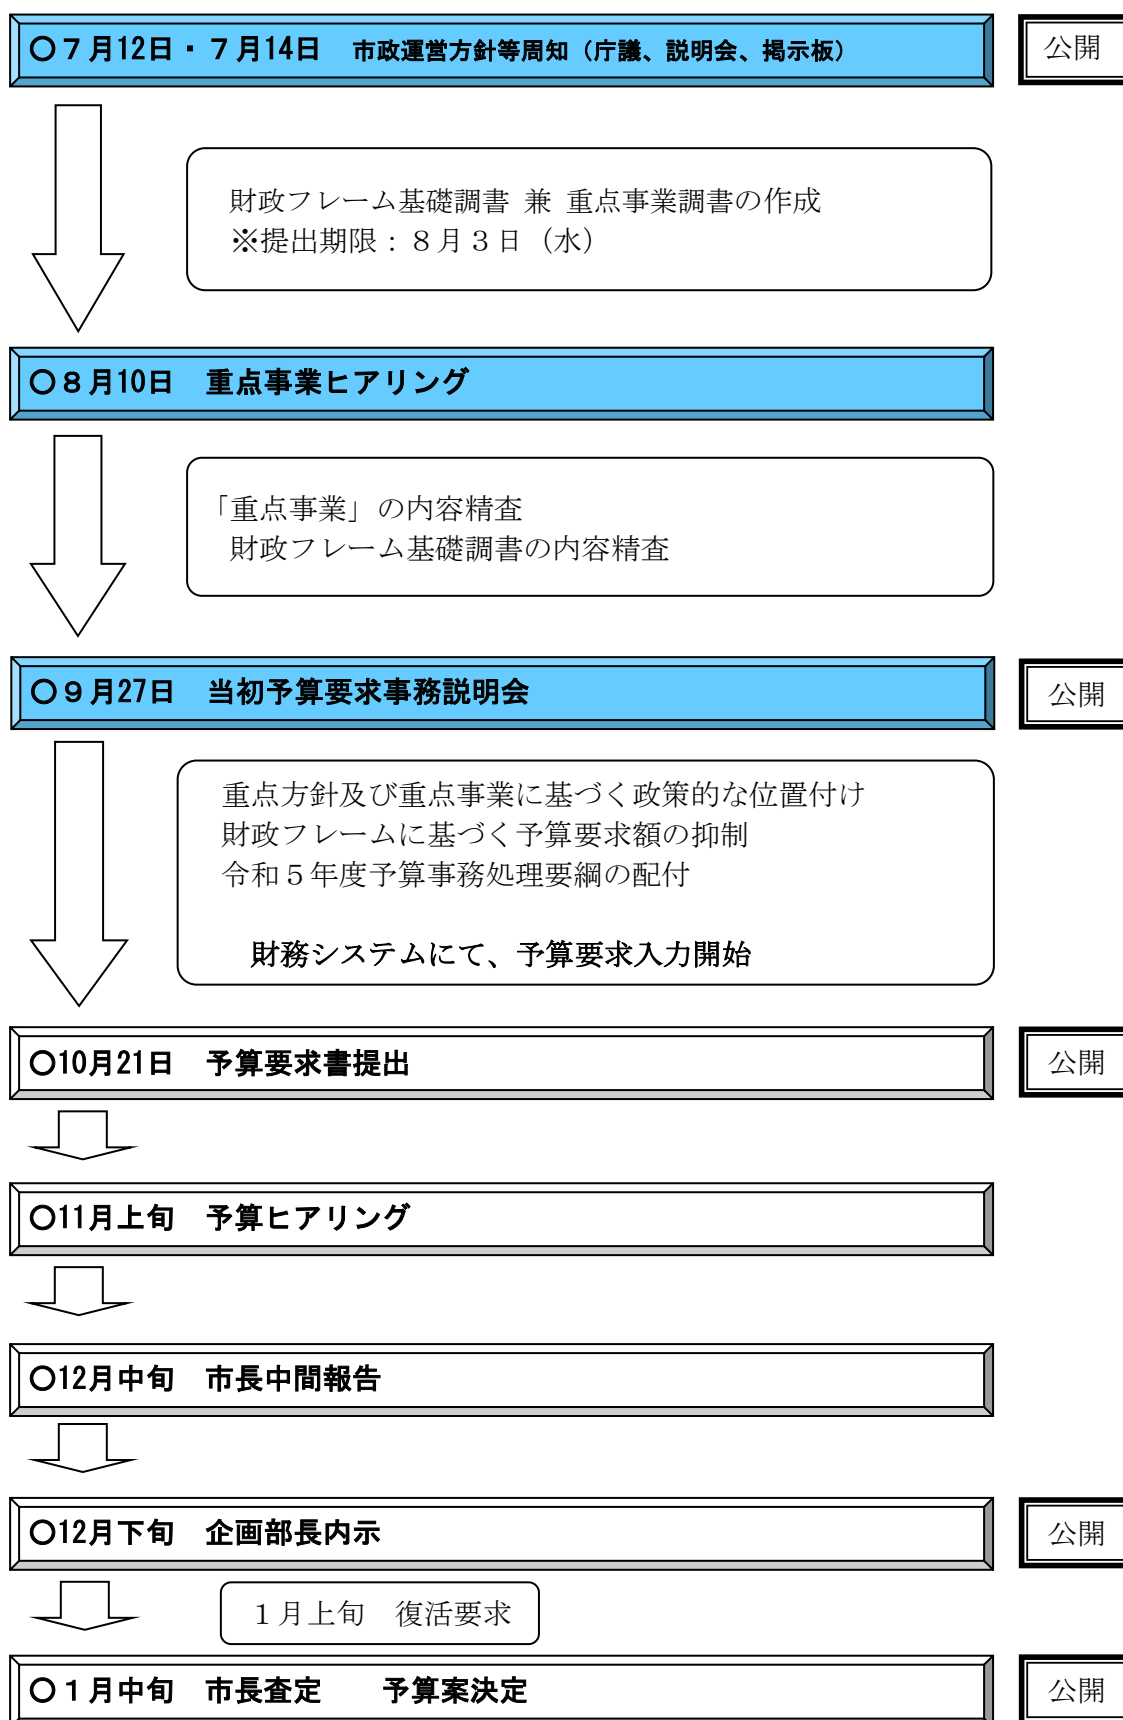 〇７月12日・７月14日　市政運営方針等周知（庁議、説明会、掲示板）
公開
財政フレーム基礎調書 兼 重点事業調書の作成
※提出期限：８月３日（水）
〇８月10日　重点事業ヒアリング
「重点事業」の内容精査
財政フレーム基礎調書の内容精査
〇９月27日　当初予算要求事務説明会
公開
重点方針及び重点事業に基づく政策的な位置付け
財政フレームに基づく予算要求額の抑制
令和５年度予算事務処理要綱の配付
財務システムにて、予算要求入力開始
〇10月21日　予算要求書提出
公開
〇11月上旬　予算ヒアリング
〇12月中旬　市長中間報告
〇12月下旬　企画部長内示
公開
１月上旬　復活要求
〇１月中旬　市長査定　　予算案決定
公開